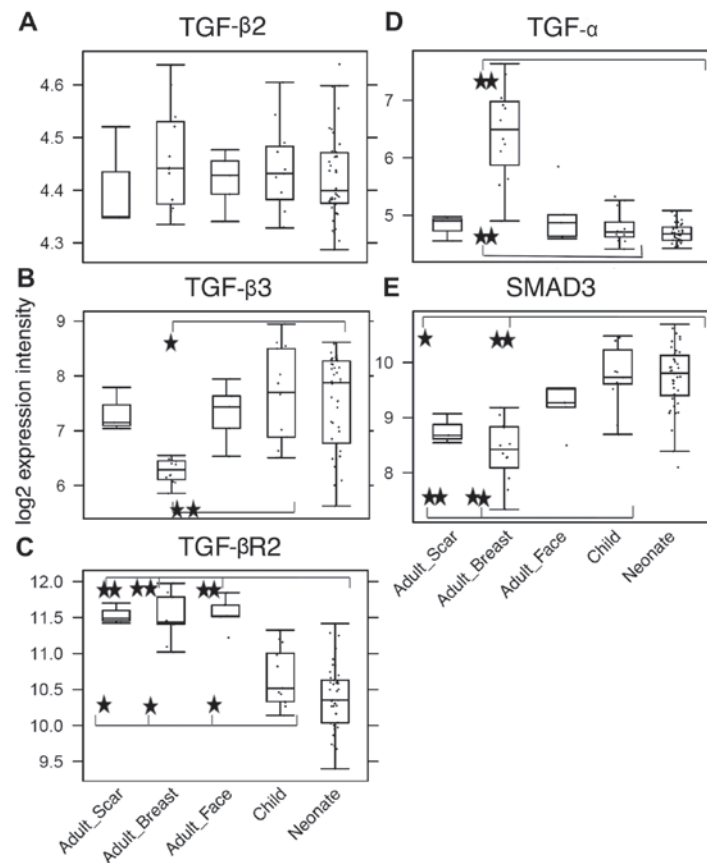 A
TGF-β2
4.6
4.5
4.4
4.3
B
TGF-β3
9
8
7
6
log2 expression intensity
C
TGF-βR2
12.0
11.5
11.0
10.5
10.0
9.5
Adult_Scar
Adult_Breast
Adult_Face
Child
Neonate
D
TGF-α
7
6
5
E
SMAD3
10
9
8
Adult_Scar
Adult_Breast
Adult_Face
Child
Neonate